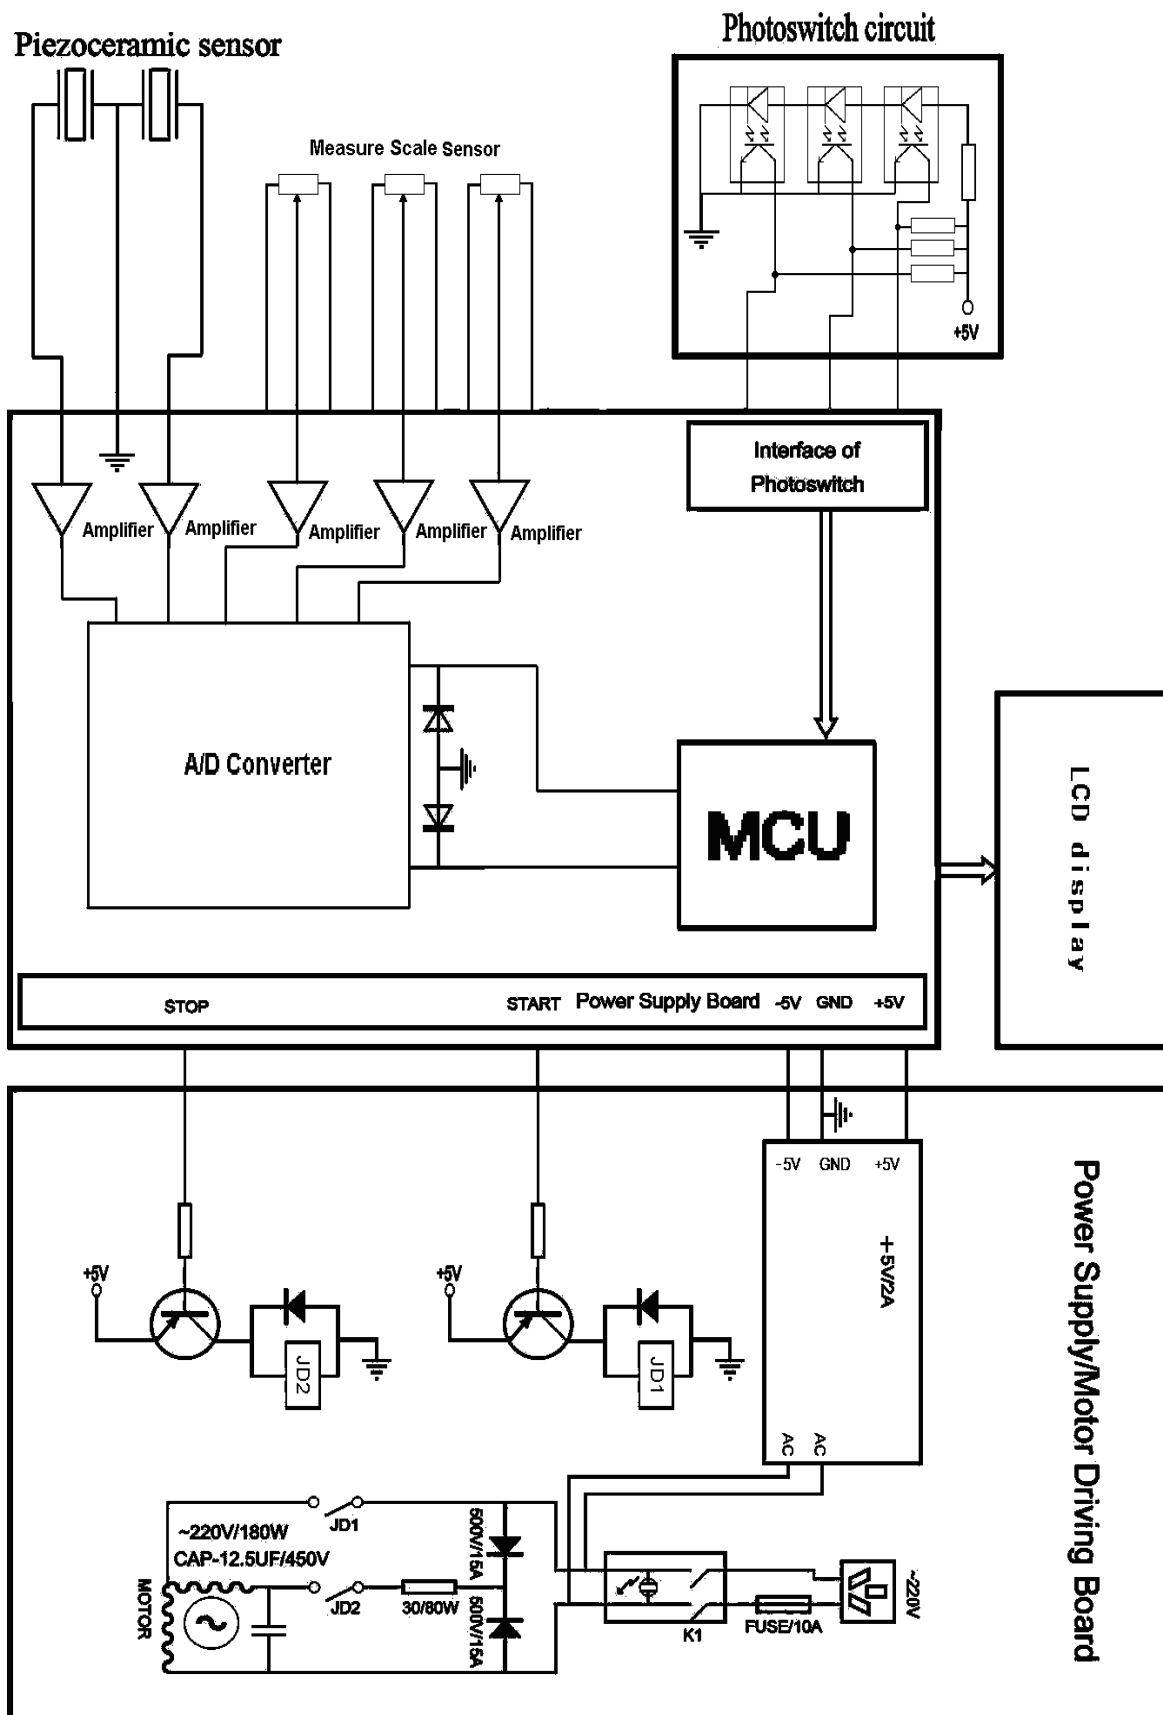 Piezoceramic sensor
Photoswitch circuit
Measure Scale Sensor
+5V
Interface of
Photoswitch
Amplifier
Amplifier
Amplifier
Amplifier
Amplifier
A/D Converter
MCU
LCD display
STOP
START
Power Supply Board
-5V
GND
+5V
-5V
GND
+5V
+5V/2A
AC
AC
Power Supply/Motor Driving Board
+5V
JD2
+5V
JD1
~220V/180W
CAP-12.5UF/450V
MOTOR
JD1
JD2
30/80W
500V/15A
500V/15A
K1
FUSE/10A
~220V